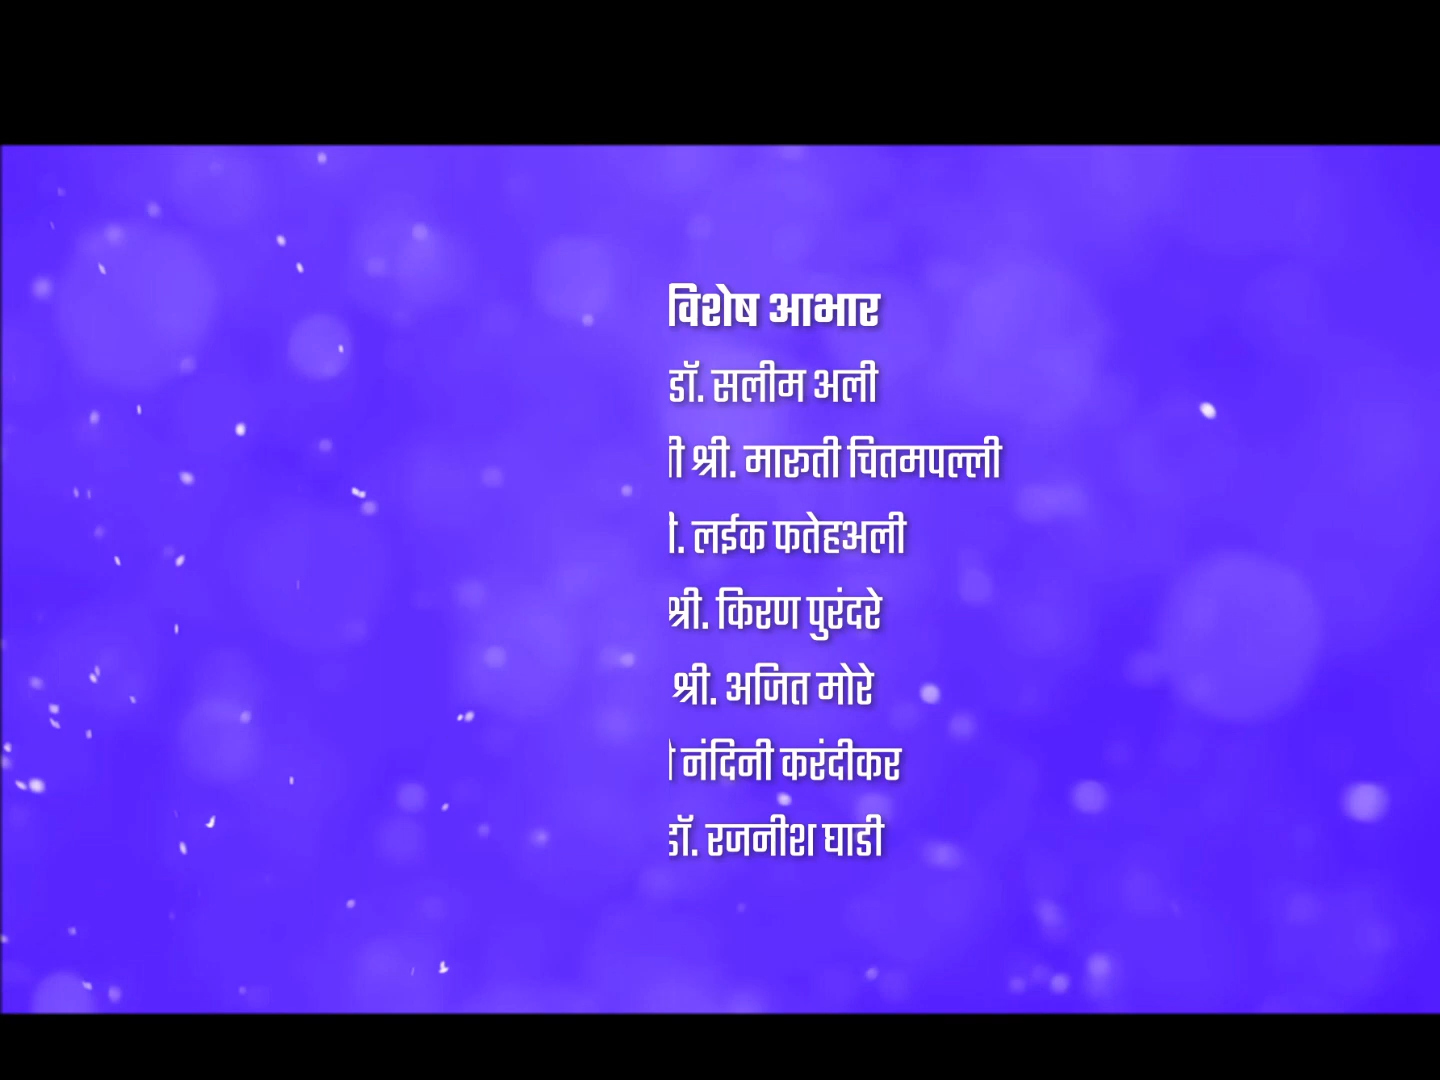 विशेष आभार
डॉ. सलीम अली
श्री. मारुती चितमपल्ली
लईक फतेहअली
श्री. किरण पुरंदरे
श्री. अजित मोरे
नंदिनी करंदीकर
डॉ. रजनीश घाडी